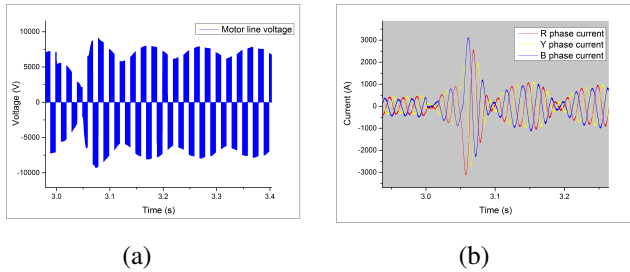 Motor line voltage
10000
5000
0
-5000
-10000
Voltage (V)
3.0 3.1 3.2 3.3 3.4
Time (s)
(a)
R phase current
Y phase current
B phase current
3000
2000
1000
0
-1000
-2000
-3000
Current (A)
3.0 3.1 3.2
Time (s)
(b)